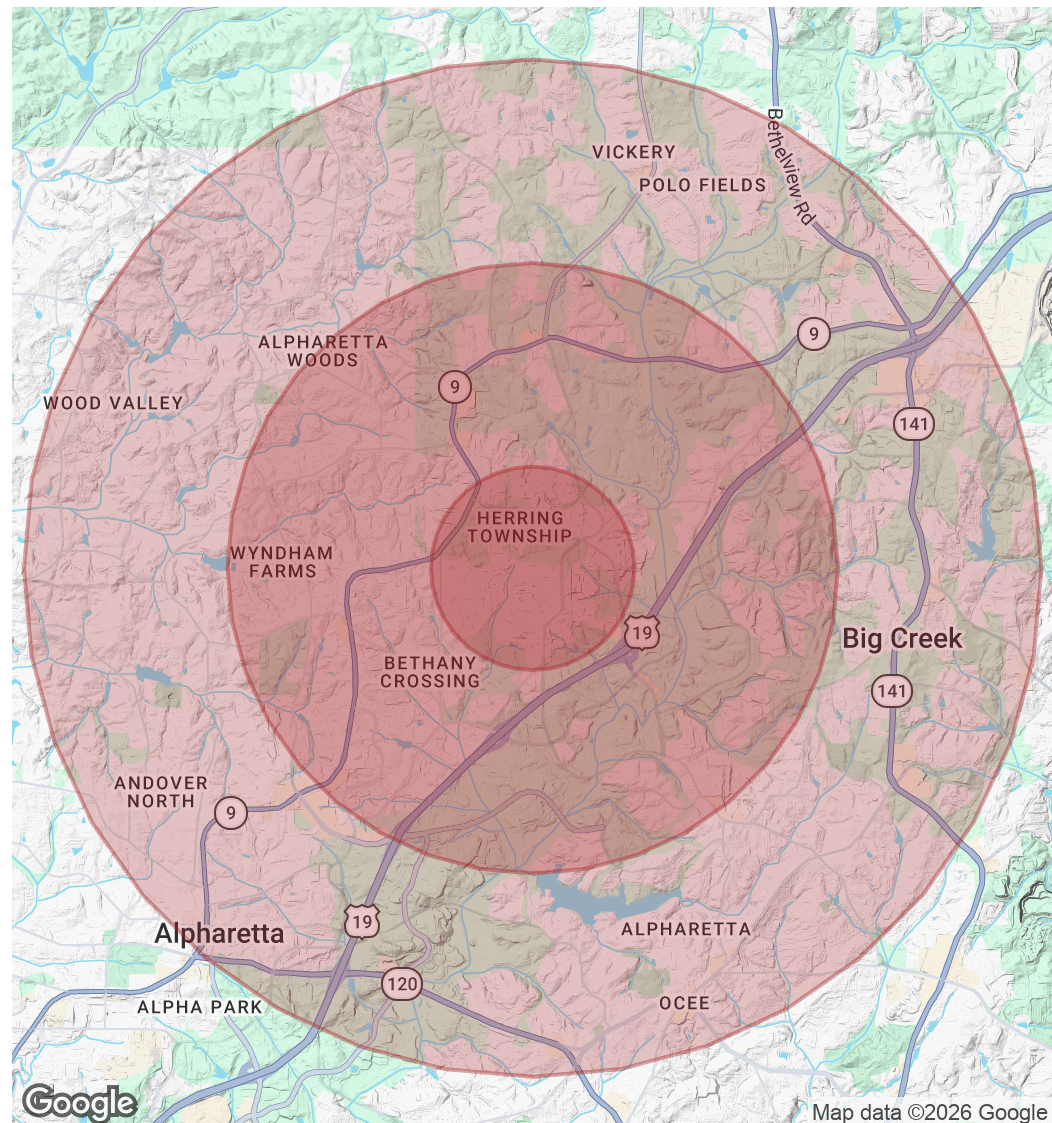 VICKERY
POLO FIELDS
Bethelview Rd
9
ALPHARETTA
WOODS
9
WOOD VALLEY
141
HERRING
TOWNSHIP
WYNDHAM
FARMS
19
Big Creek
BETHANY
CROSSING
141
ANDOVER
NORTH
9
19
Alpharetta
ALPHARETTA
120
ALPHA PARK
OCEE
Google
Map data ©2026 Google